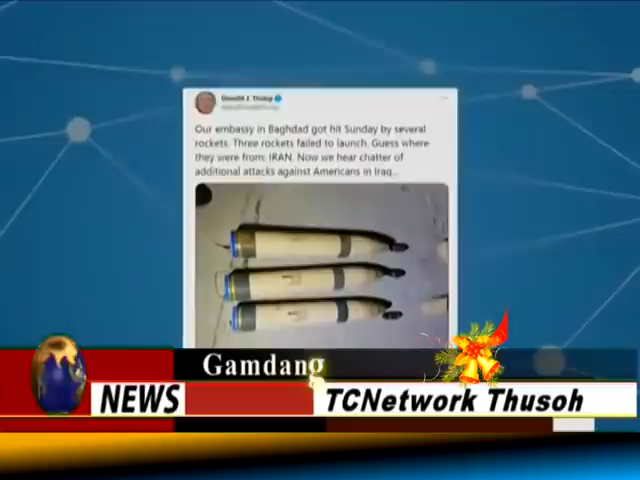 Donald J. Trump
Our embassy in Baghdad got hit Sunday by several
rockets. Three rockets failed to launch. Guess where
they were from: IRAN. Now we hear chatter of
additional attacks against Americans in Iraq...
Gamdang
NEWS
TCNetwork Thusoh